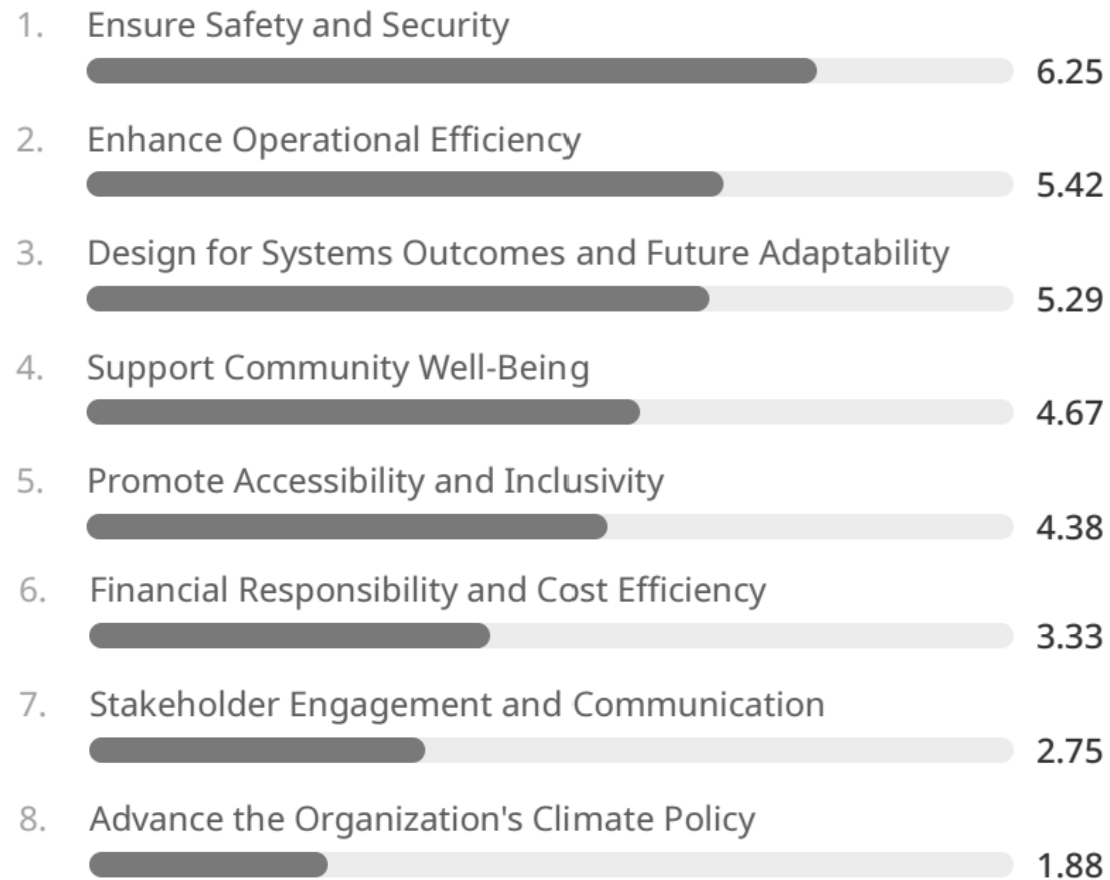 1. Ensure Safety and Security
6.25
2. Enhance Operational Efficiency
5.42
3. Design for Systems Outcomes and Future Adaptability
5.29
4. Support Community Well-Being
4.67
5. Promote Accessibility and Inclusivity
4.38
6. Financial Responsibility and Cost Efficiency
3.33
7. Stakeholder Engagement and Communication
2.75
8. Advance the Organization's Climate Policy
1.88